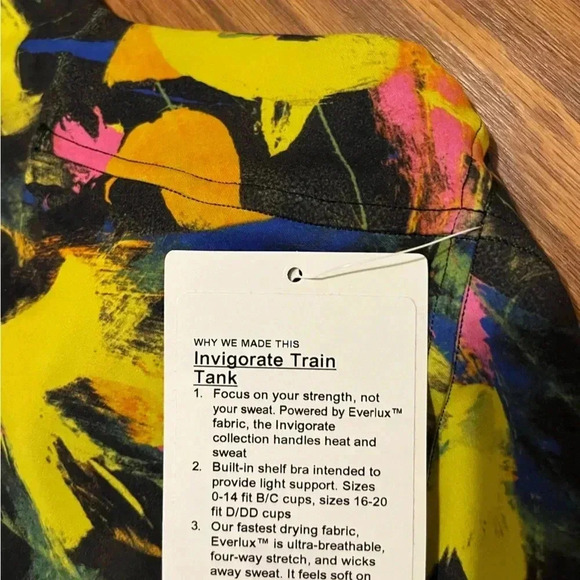 WHY WE MADE THIS
Invigorate Train
Tank
1. Focus on your strength, not
your sweat. Powered by Everlux™
fabric, the Invigorate
collection handles heat and
sweat
2. Built-in shelf bra intended to
provide light support. Sizes
0-14 fit B/C cups, sizes 16-20
fit D/DD cups
3. Our fastest drying fabric,
Everlux™ is ultra-breathable,
four-way stretch, and wicks
away sweat. It feels soft on